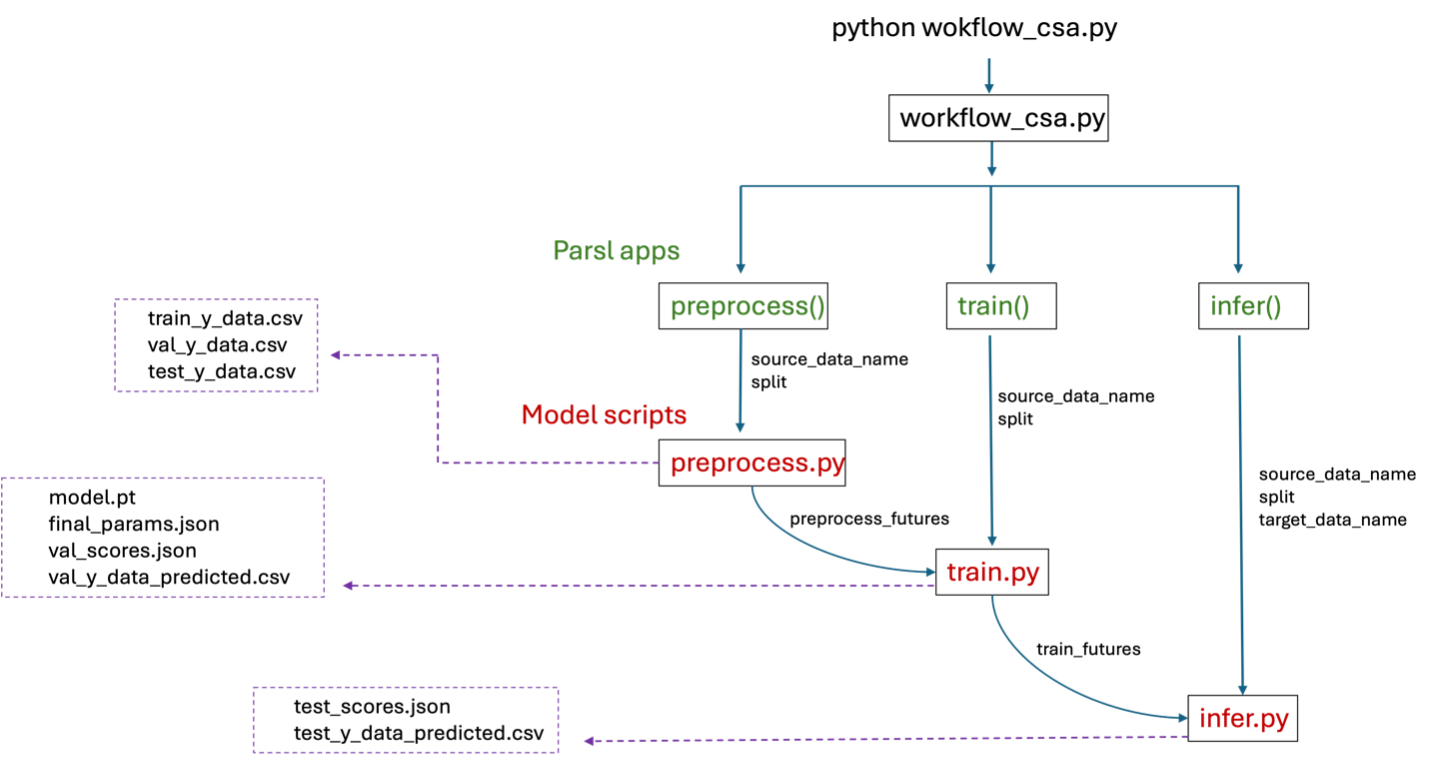 python wokflow_csa.py
workflow_csa.py
Parsl apps
preprocess()
train()
infer()
train_y_data.csv
val_y_data.csv
test_y_data.csv
source_data_name
split
source_data_name
split
Model scripts
preprocess.py
source_data_name
split
target_data_name
model.pt
final_params.json
val_scores.json
val_y_data_predicted.csv
preprocess_futures
train.py
train_futures
test_scores.json
test_y_data_predicted.csv
infer.py